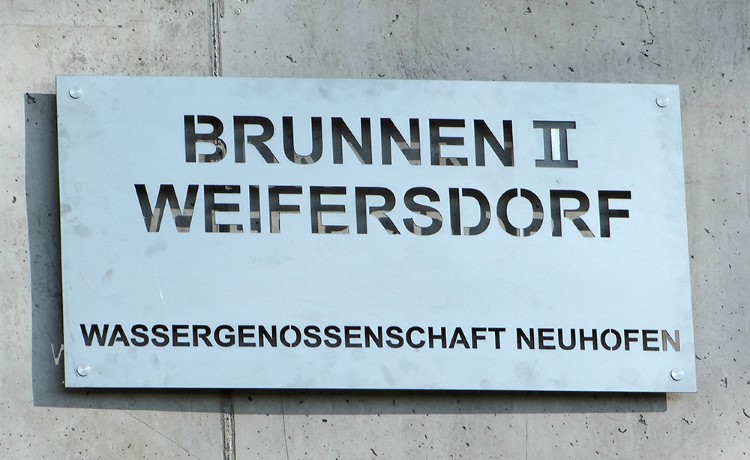 BRUNNEN II
WEIFERSDORF
WASSERGENOSSENSCHAFT NEUHOFEN